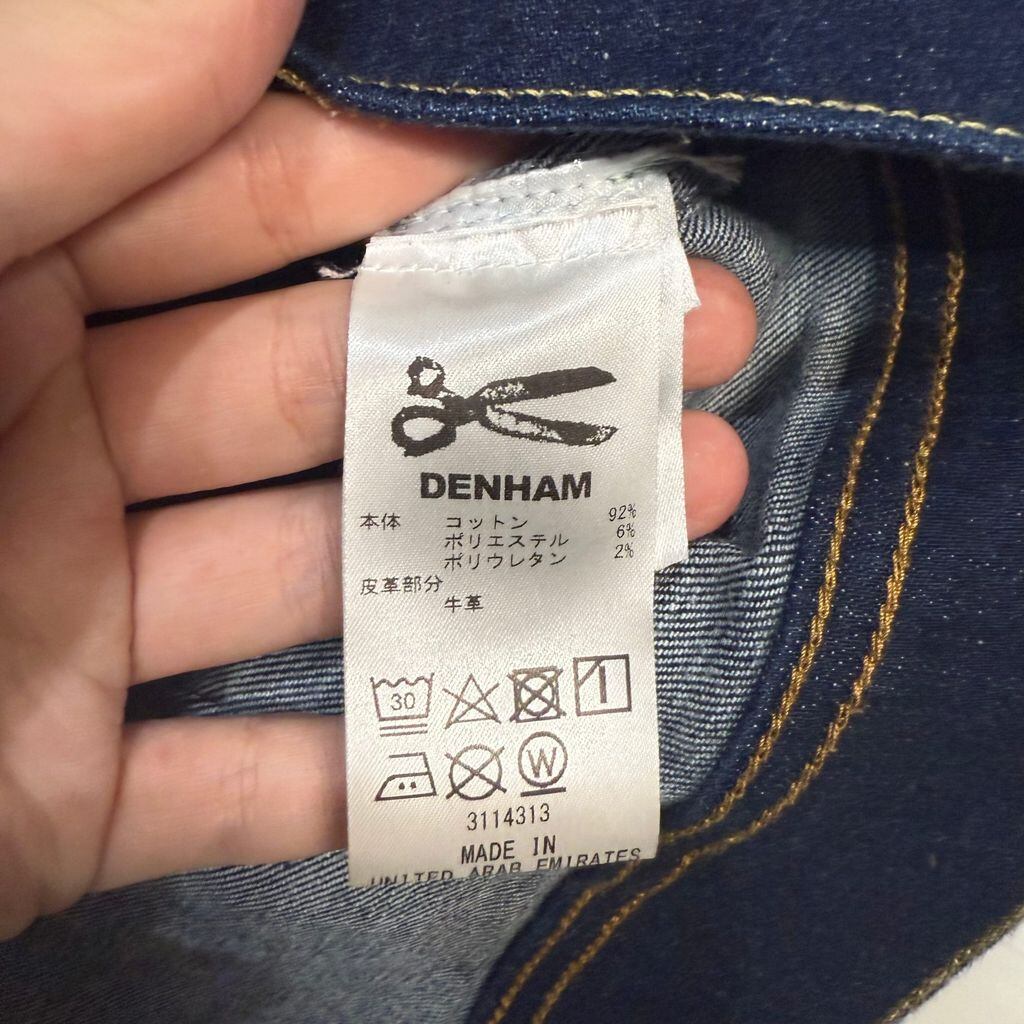 DENHAM
本体 コットン 92%
ポリエステル 6%
ポリウレタン 2%
皮革部分
牛革
30
W
3114313
MADE IN
UNITED ARAB EMIRATES